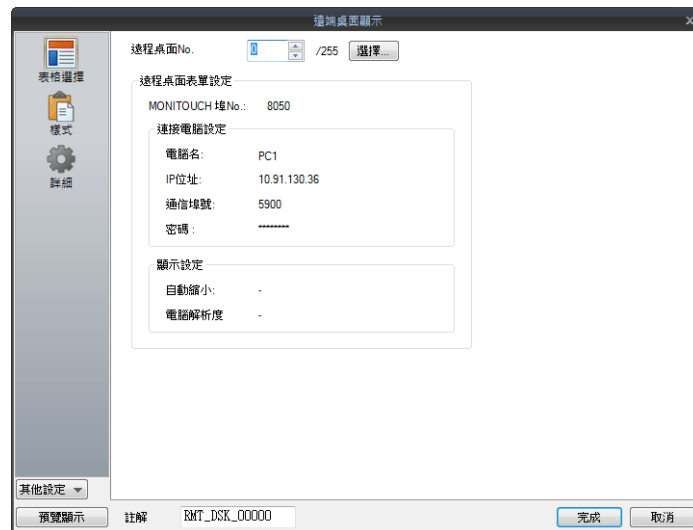 遠端桌面顯示
表格選擇
樣式
詳細
遠程桌面No. 0 /255 選擇...
遠程桌面表單設定
MONITOUCH 埠No.: 8050
連接電腦設定
電腦名: PC1
IP位址: 10.91.130.36
通信埠號: 5900
密碼 : ********
顯示設定
自動縮小: -
電腦解析度 -
其他設定
預覽顯示 註解 RMT_DSK_00000 完成 取消